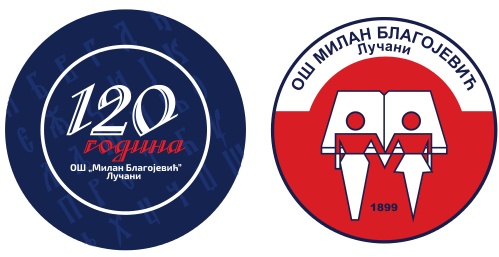 120
година
ОШ „Милан Благојевић”
Лучани
ОШ МИЛАН БЛАГОЈЕВИЋ
Лучани
1899